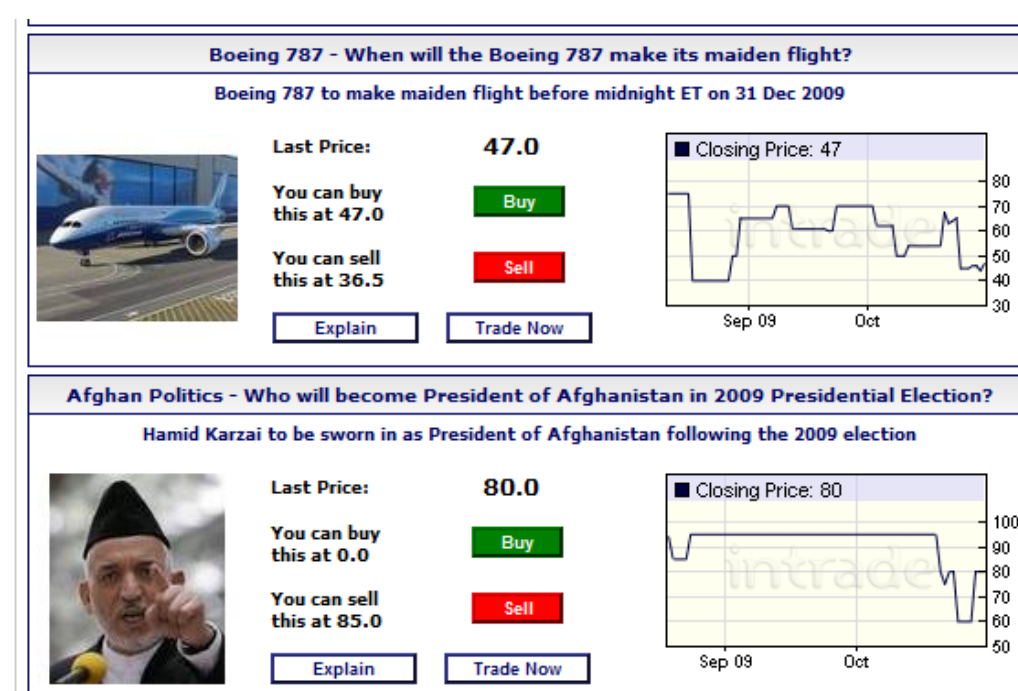 Boeing 787 - When will the Boeing 787 make its maiden flight?
Boeing 787 to make maiden flight before midnight ET on 31 Dec 2009
Last Price: 47.0
You can buy
this at 47.0
Buy
You can sell
this at 36.5
Sell
Explain
Trade Now
Closing Price: 47
intrade
80
70
60
50
40
30
Sep 09
Oct
Afghan Politics - Who will become President of Afghanistan in 2009 Presidential Election?
Hamid Karzai to be sworn in as President of Afghanistan following the 2009 election
Last Price: 80.0
You can buy
this at 0.0
Buy
You can sell
this at 85.0
Sell
Explain
Trade Now
Closing Price: 80
intrade
100
90
80
70
60
50
Sep 09
Oct